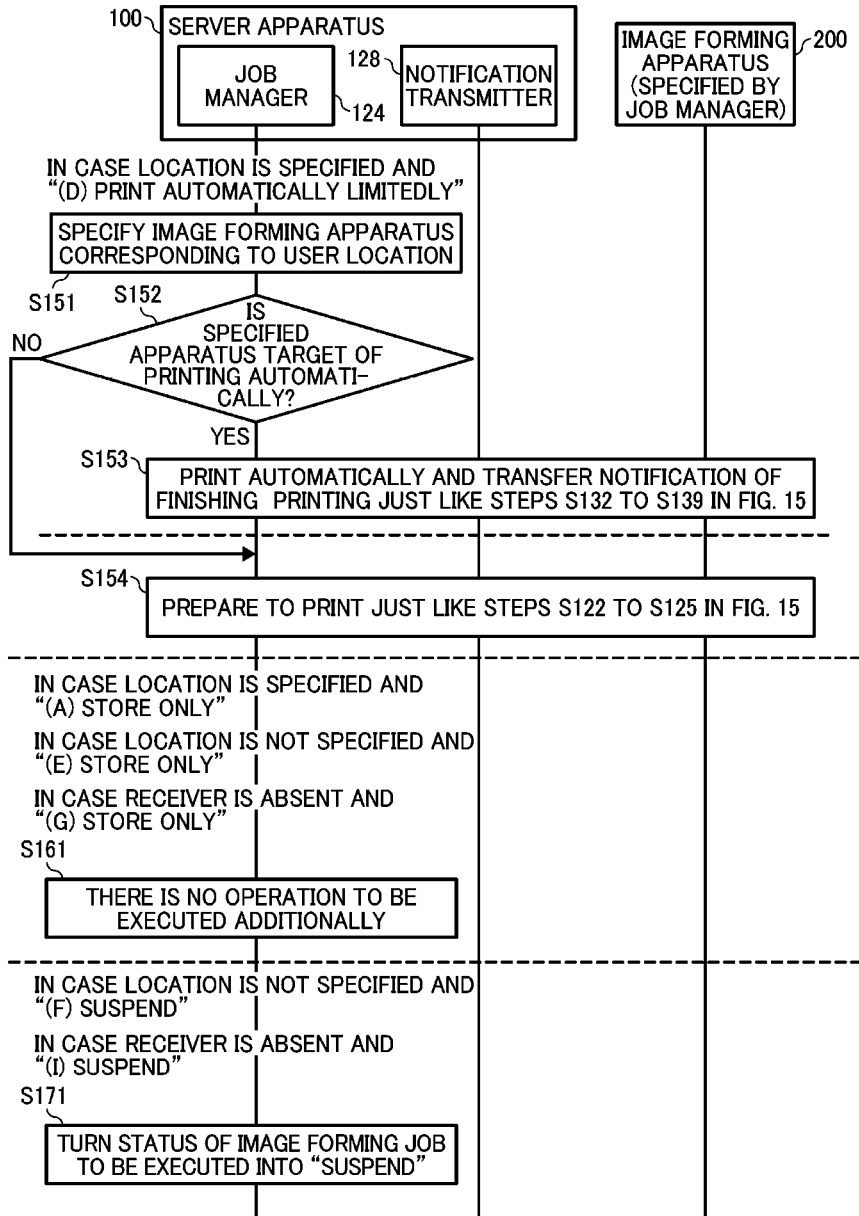 100
SERVER APPARATUS
JOB
MANAGER
124
128
NOTIFICATION
TRANSMITTER
IMAGE FORMING
APPARATUS
(SPECIFIED BY
JOB MANAGER)
200
IN CASE LOCATION IS SPECIFIED AND
“(D) PRINT AUTOMATICALLY LIMITEDLY”
SPECIFY IMAGE FORMING APPARATUS
CORRESPONDING TO USER LOCATION
S151
S152
IS
SPECIFIED
APPARATUS TARGET OF
PRINTING AUTOMATI-
CALLY?
NO
YES
S153
PRINT AUTOMATICALLY AND TRANSFER NOTIFICATION OF
FINISHING PRINTING JUST LIKE STEPS S132 TO S139 IN FIG. 15
S154
PREPARE TO PRINT JUST LIKE STEPS S122 TO S125 IN FIG. 15
IN CASE LOCATION IS SPECIFIED AND
“(A) STORE ONLY”
IN CASE LOCATION IS NOT SPECIFIED AND
“(E) STORE ONLY”
IN CASE RECEIVER IS ABSENT AND
“(G) STORE ONLY”
S161
THERE IS NO OPERATION TO BE
EXECUTED ADDITIONALLY
IN CASE LOCATION IS NOT SPECIFIED AND
“(F) SUSPEND”
IN CASE RECEIVER IS ABSENT AND
“(I) SUSPEND”
S171
TURN STATUS OF IMAGE FORMING JOB
TO BE EXECUTED INTO “SUSPEND”